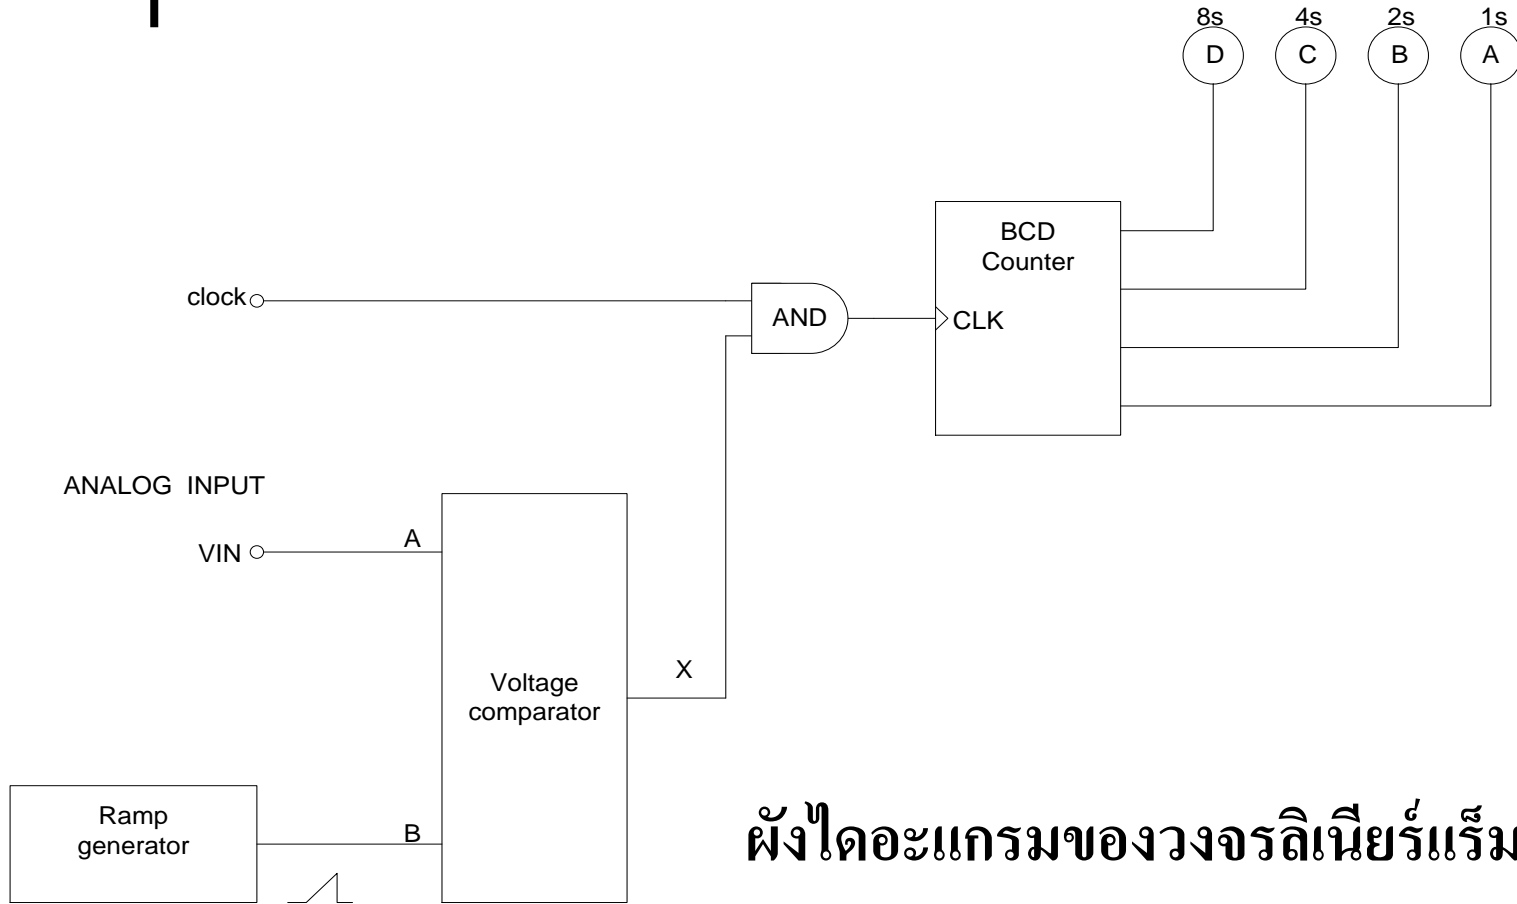 8s 4s 2s 1s
D C B A
BCD
Counter
clock
AND
CLK
ANALOG INPUT
VIN
A
X
Voltage
comparator
Ramp
generator
B
ผังไดอะแกรมของวงจรลิเนียร์แร็ม